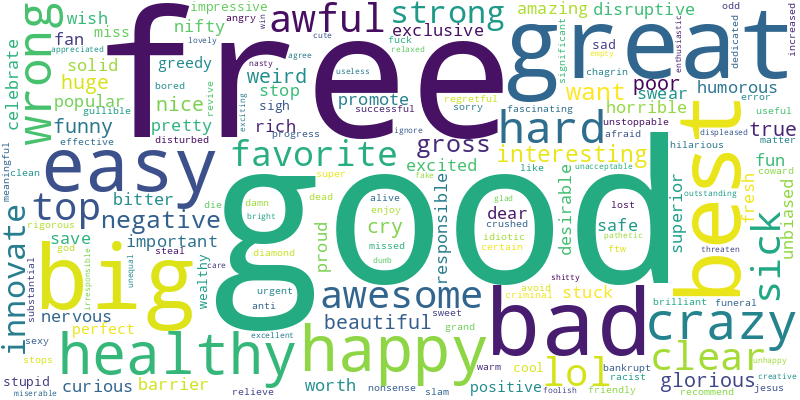 free
good
great
bad
best
big
easy
happy
healthy
hard
awful
wrong
top
strong
crazy
sick
favorite
awesome
clear
lol
innovate
want
interesting
gross
huge
funny
nice
pretty
weird
rich
solid
popular
negative
important
beautiful
bitter
nervous
save
perfect
curious
barrier
stupid
worth
positive
cool
stuck
glorious
true
fun
poor
swear
horrible
humorous
sad
amazing
disruptive
exclusive
promote
excited
desirable
responsible
superior
unbiased
fresh
safe
dear
cry
proud
wealthy
celebrate
fan
wish
miss
nifty
greedy
impressive
angry
stop
sigh
win
lovely
cute
agree
fuck
relaxed
nasty
useless
bored
gullible
appreciated
revive
exciting
effective
disturbed
progress
successful
ignore
regretful
sorry
fascinating
significant
chagrin
enthusiastic
dedicated
odd
increased
empty
error
unstoppable
afraid
displeased
matter
useful
hilarious
coward
like
unacceptable
outstanding
super
fake
dead
alive
enjoy
missed
dumb
crushed
glad
idiotic
certain
lost
pathetic
ftw
threaten
meaningful
clean
rigorous
god
substantial
irresponsible
unequal
steal
die
damn
bright
diamond
care
urgent
anti
excellent
sexy
stops
miserable
relieve
nonsense
slam
sweet
grand
warm
shitty
criminal
avoid
foolish
friendly
bankrupt
racist
brilliant
funeral
recommend
unhappy
creative
jesus